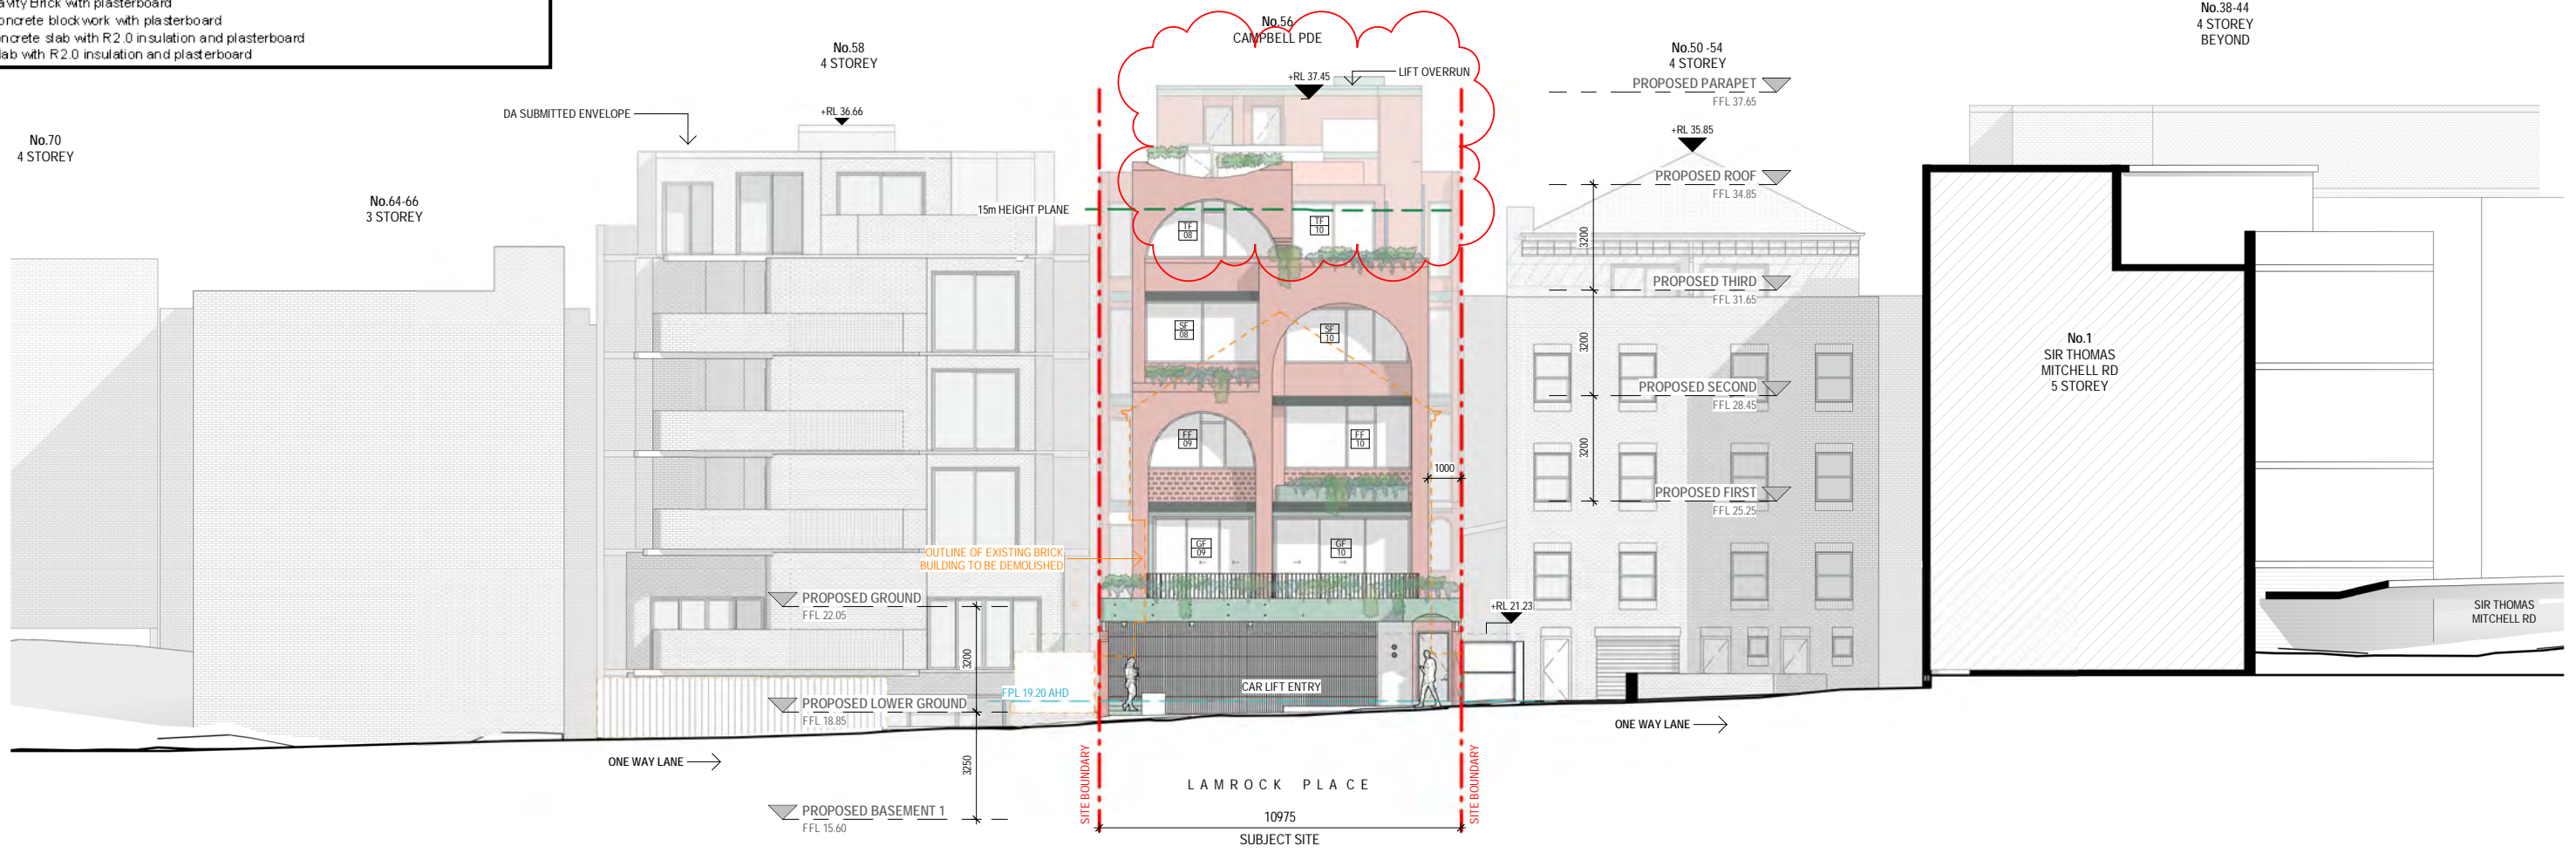 avity Brick with plasterboard
oncrete blockwork with plasterboard
oncrete slab with R2.0 insulation and plasterboard
lab with R2.0 insulation and plasterboard
No.70
4 STOREY
No.64-66
3 STOREY
No.58
4 STOREY
DA SUBMITTED ENVELOPE
+RL 36.66
No.56
CAMPBELL PDE
+RL 37.45
LIFT OVERRUN
15m HEIGHT PLANE
No.50 -54
4 STOREY
PROPOSED PARAPET
FFL 37.65
+RL 35.85
PROPOSED ROOF
FFL 34.85
3200
PROPOSED THIRD
FFL 31.65
3200
PROPOSED SECOND
FFL 28.45
3200
PROPOSED FIRST
FFL 25.25
No.38-44
4 STOREY
BEYOND
No.1
SIR THOMAS
MITCHELL RD
5 STOREY
SIR THOMAS
MITCHELL RD
TF
08
TF
10
SF
08
SF
10
FF
09
FF
10
GF
09
GF
10
1000
OUTLINE OF EXISTING BRICK
BUILDING TO BE DEMOLISHED
PROPOSED GROUND
FFL 22.05
3200
+RL 21.23
FPL 19.20 AHD
CAR LIFT ENTRY
PROPOSED LOWER GROUND
FFL 18.85
3250
ONE WAY LANE
ONE WAY LANE
PROPOSED BASEMENT 1
FFL 15.60
SITE BOUNDARY
SITE BOUNDARY
LAMROCK PLACE
10975
SUBJECT SITE